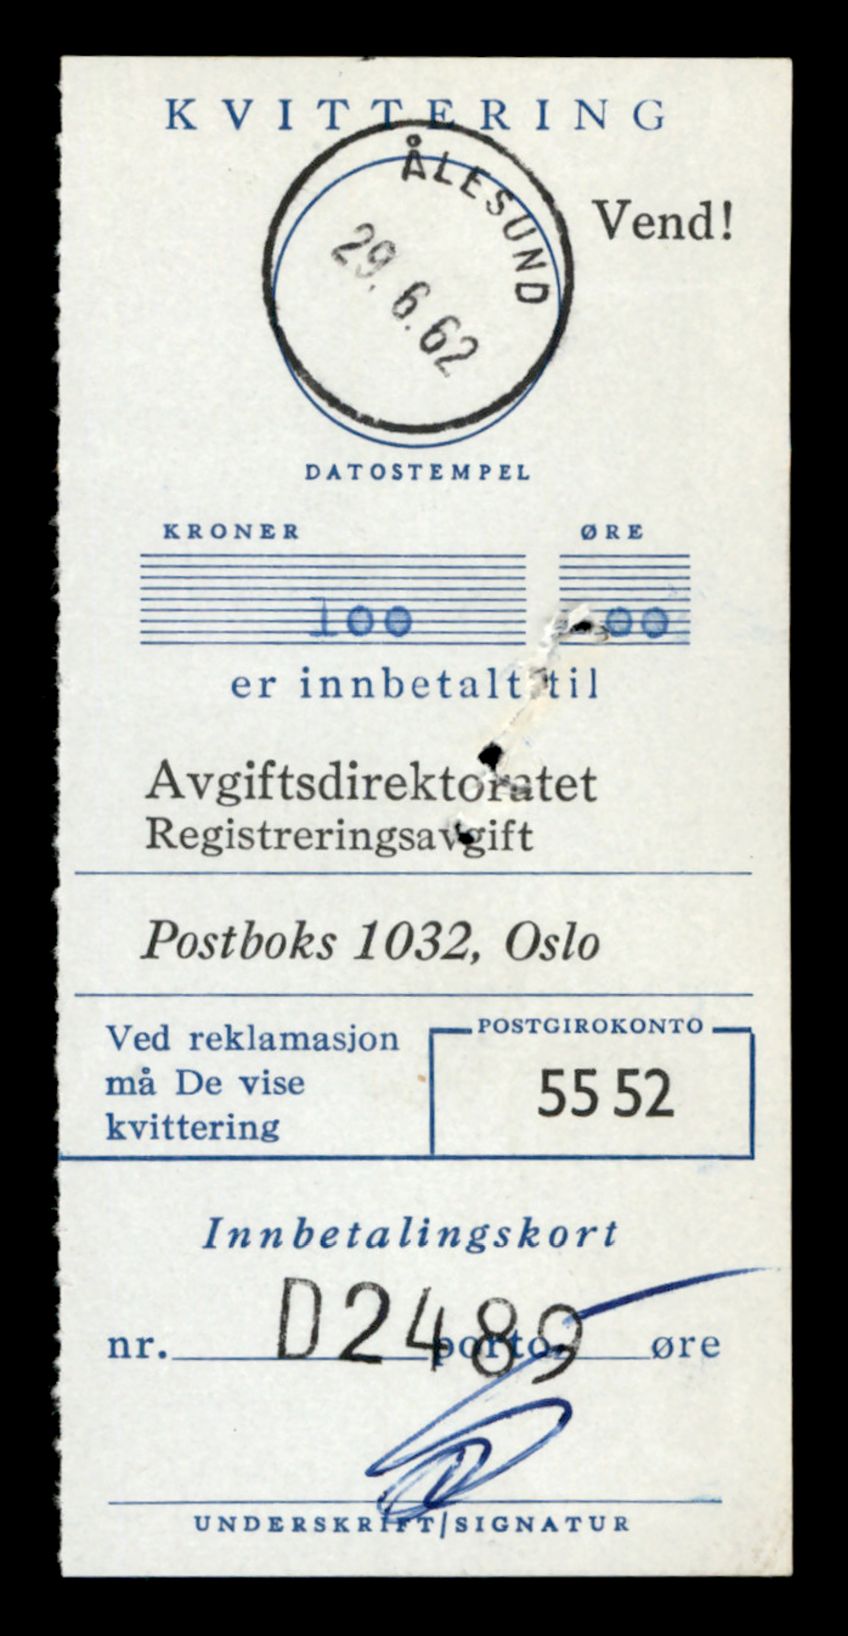 KVITTERING
ÅLESUND
Vend!
29.6.62
DATOSTEMPEL
KRONER ØRE
100 -00
er innbetalt til
Avgiftsdirektoratet
Registreringsavgift
Postboks 1032, Oslo
Ved reklamasjon
må De vise
kvittering
POSTGIROKONTO
55 52
Innbetalingskort
D2489
nr. porto øre
UNDERSKRIFT/SIGNATUR